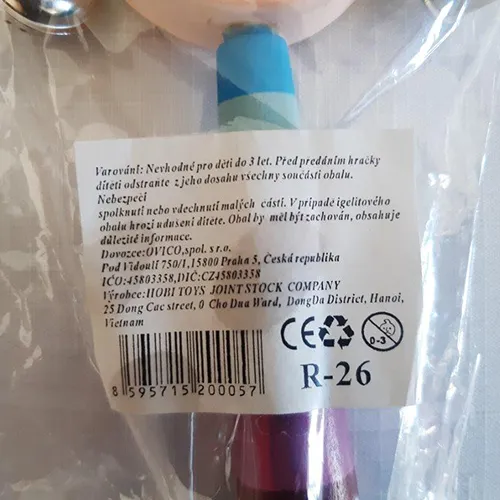 Varování: Nevhodné pro děti do 3 let. Před předáním hračky
dítěti odstraňte z jeho dosahu všechny součásti obalu.
Nebezpečí
spolknutí nebo vdechnutí malých částí. V případě igelitového
obalu hrozí udušení dítěte. Obal by měl být zachován, obsahuje
důležité informace.
Dovozce:OVICO,spol. s.r.o.
Pod Vidoulí 750/1,15800 Praha 5, Česká republika
IČO:45803358,DIČ:CZ45803358
Výrobce:HOBI TOYS JOINT STOCK COMPANY
25 Dong Cac street, 0 Cho Dua Ward, DongDa District, Hanoi,
Vietnam
CE 0-3
R-26
8 595715 200057